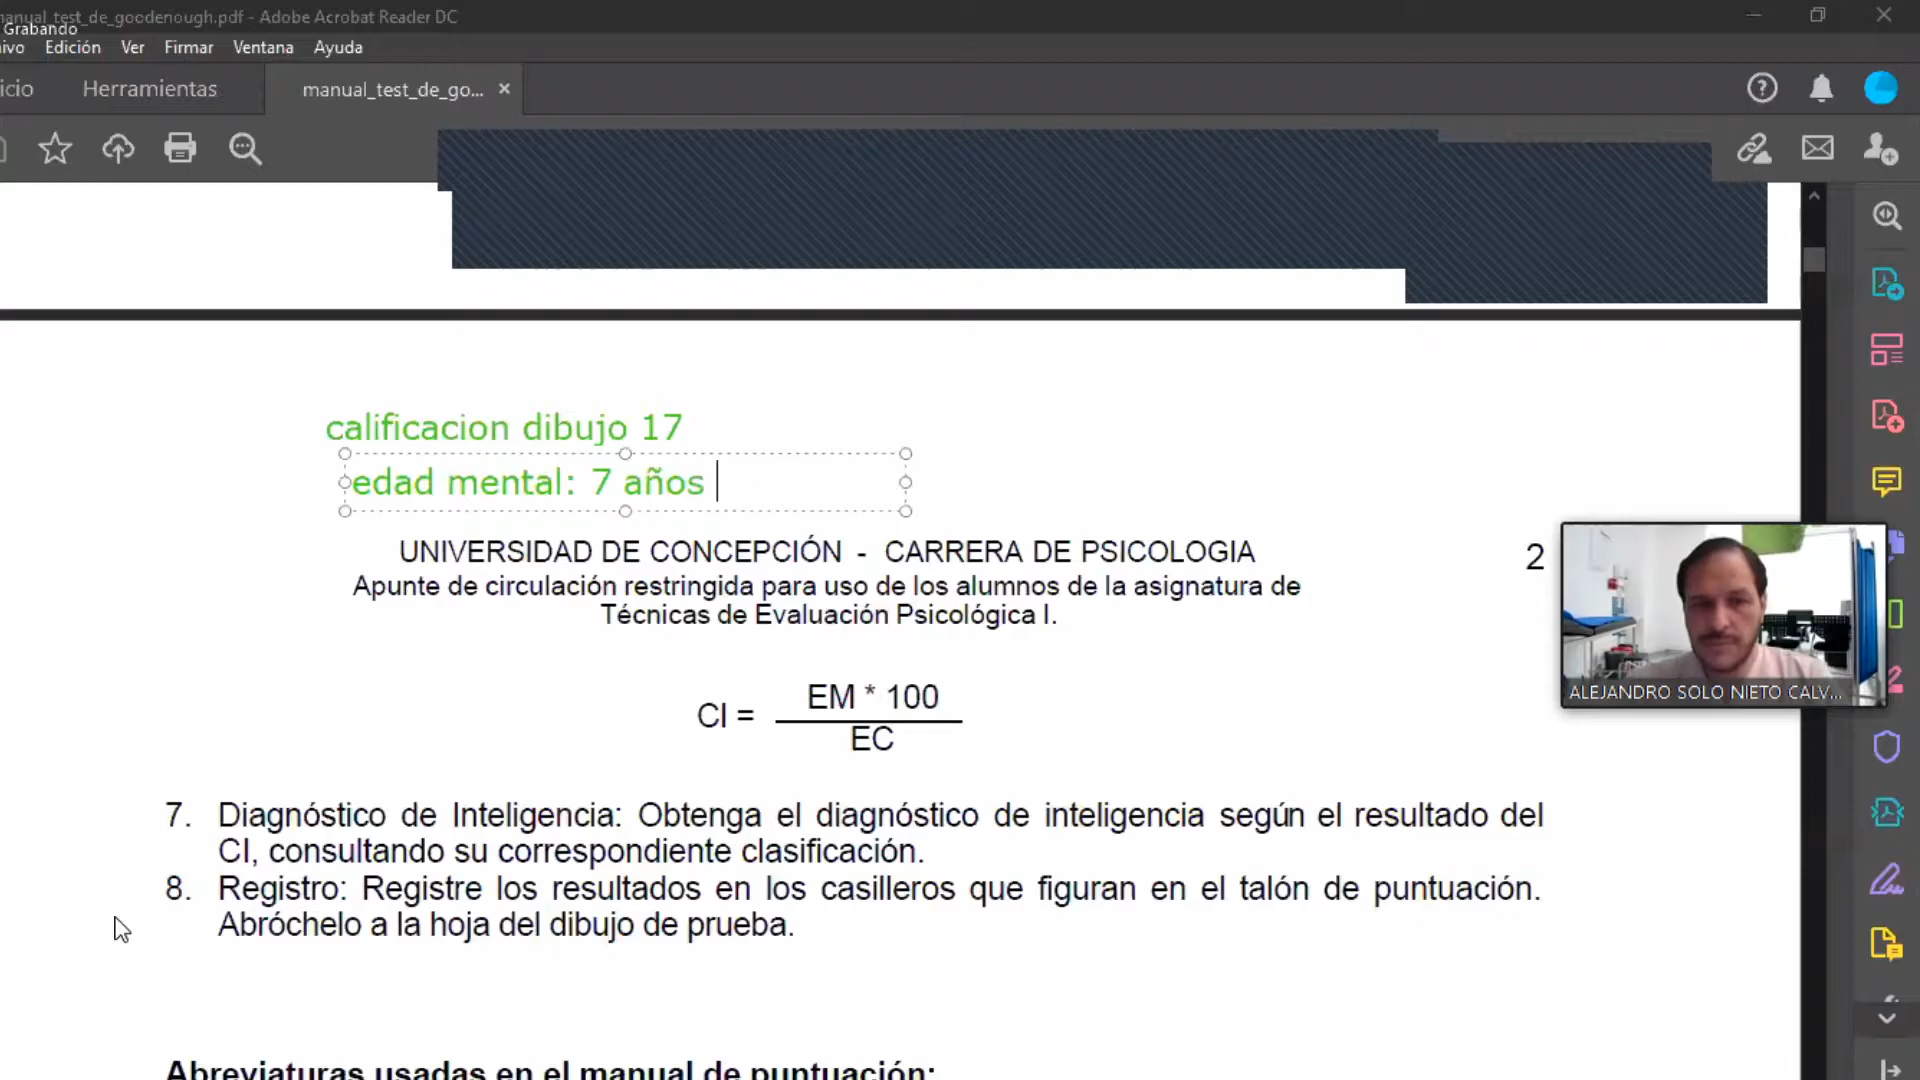 manual_test_de_goodenough.pdf - Adobe Acrobat Reader DC
Grabando
ivo Edición Ver Firmar Ventana Ayuda
icio Herramientas manual_test_de_go... ×
calificacion dibujo 17
edad mental: 7 años
UNIVERSIDAD DE CONCEPCIÓN - CARRERA DE PSICOLOGIA
2
Apunte de circulación restringida para uso de los alumnos de la asignatura de
Técnicas de Evaluación Psicológica I.
ALEJANDRO SOLO NIETO CALV...
CI = EM * 100
EC
7. Diagnóstico de Inteligencia: Obtenga el diagnóstico de inteligencia según el resultado del
CI, consultando su correspondiente clasificación.
8. Registro: Registre los resultados en los casilleros que figuran en el talón de puntuación.
Abróchelo a la hoja del dibujo de prueba.
Abreviaturas usadas en el manual de puntuación: